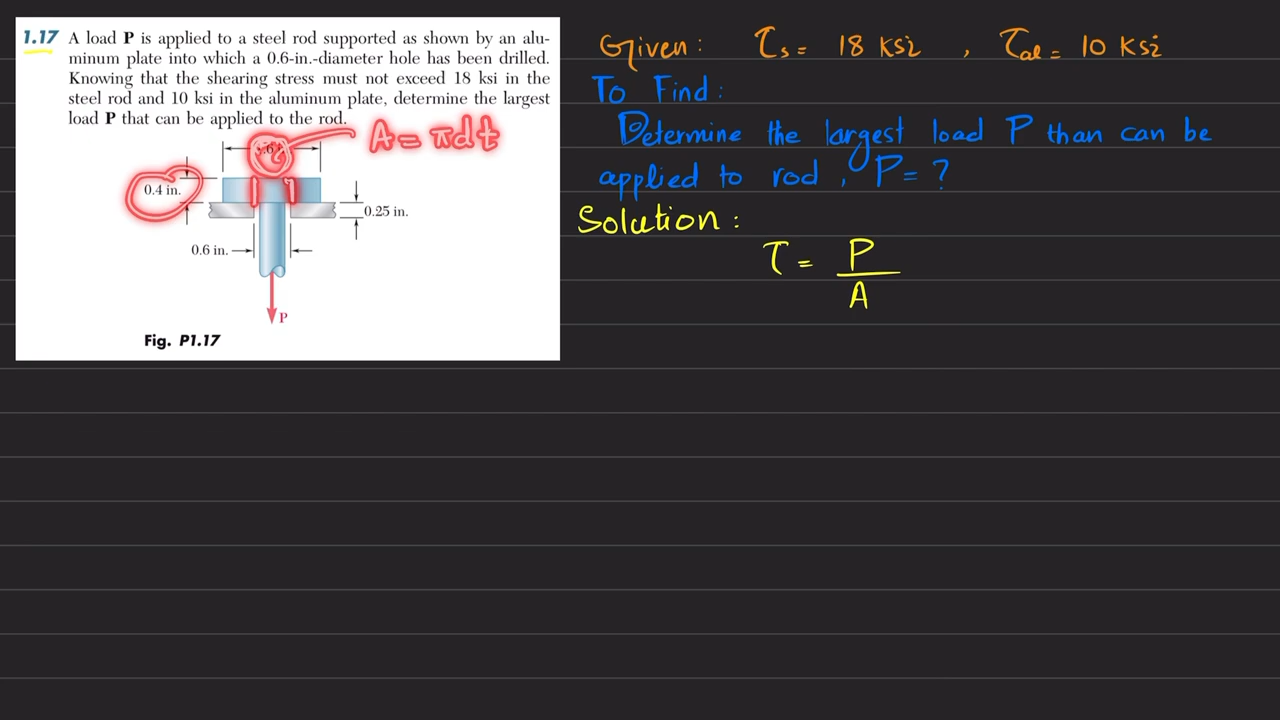 1.17 A load P is applied to a steel rod supported as shown by an alu-
minum plate into which a 0.6-in.-diameter hole has been drilled.
Knowing that the shearing stress must not exceed 18 ksi in the
steel rod and 10 ksi in the aluminum plate, determine the largest
load P that can be applied to the rod.
A = πdt
0.4 in.
0.25 in.
0.6 in.
P
Fig. P1.17
Given: τs = 18 ksi , τal = 10 ksi
To Find:
Determine the largest load P than can be
applied to rod, P = ?
Solution:
τ = P
A